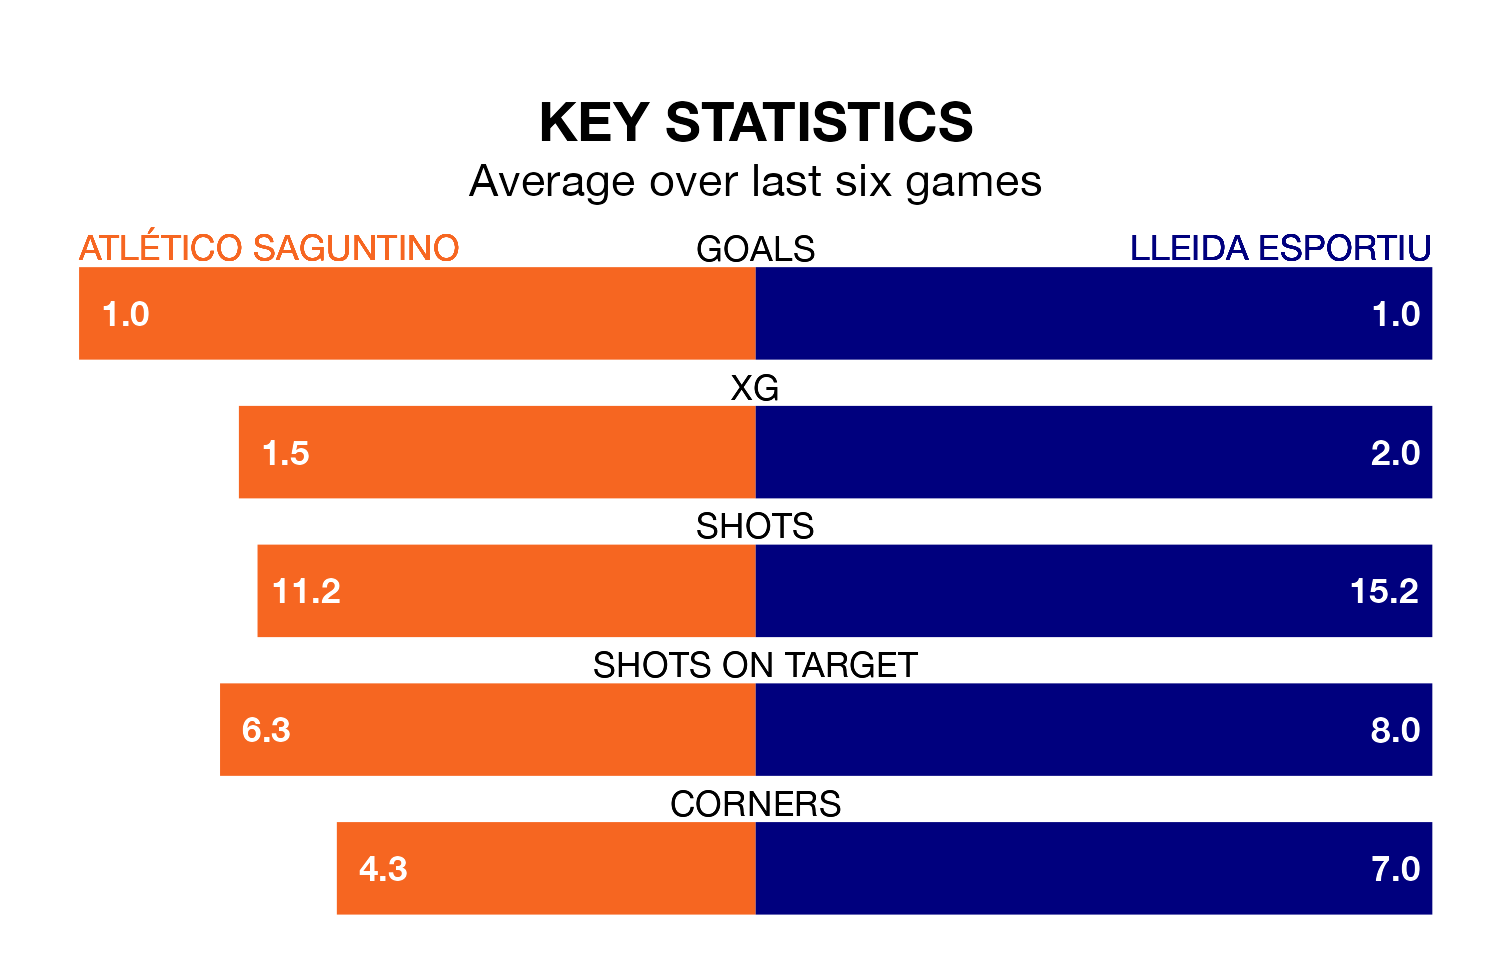 KEY STATISTICS
Average over last six games
ATLÉTICO SAGUNTINO GOALS LLEIDA ESPORTIU
1.0 1.0
XG
1.5 2.0
SHOTS
11.2 15.2
SHOTS ON TARGET
6.3 8.0
CORNERS
4.3 7.0